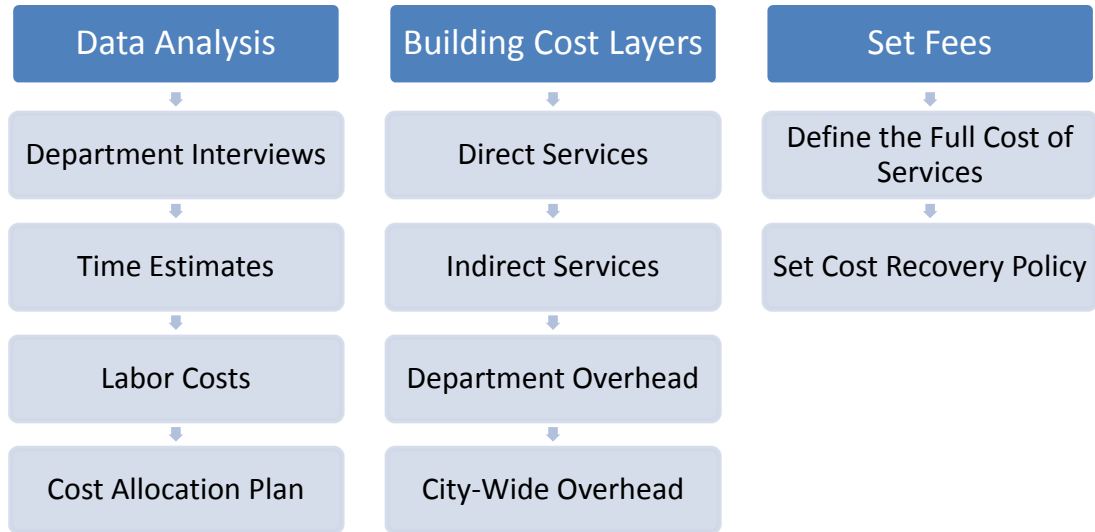 Data Analysis
Department Interviews
Time Estimates
Labor Costs
Cost Allocation Plan
Building Cost Layers
Direct Services
Indirect Services
Department Overhead
City-Wide Overhead
Set Fees
Define the Full Cost of
Services
Set Cost Recovery Policy